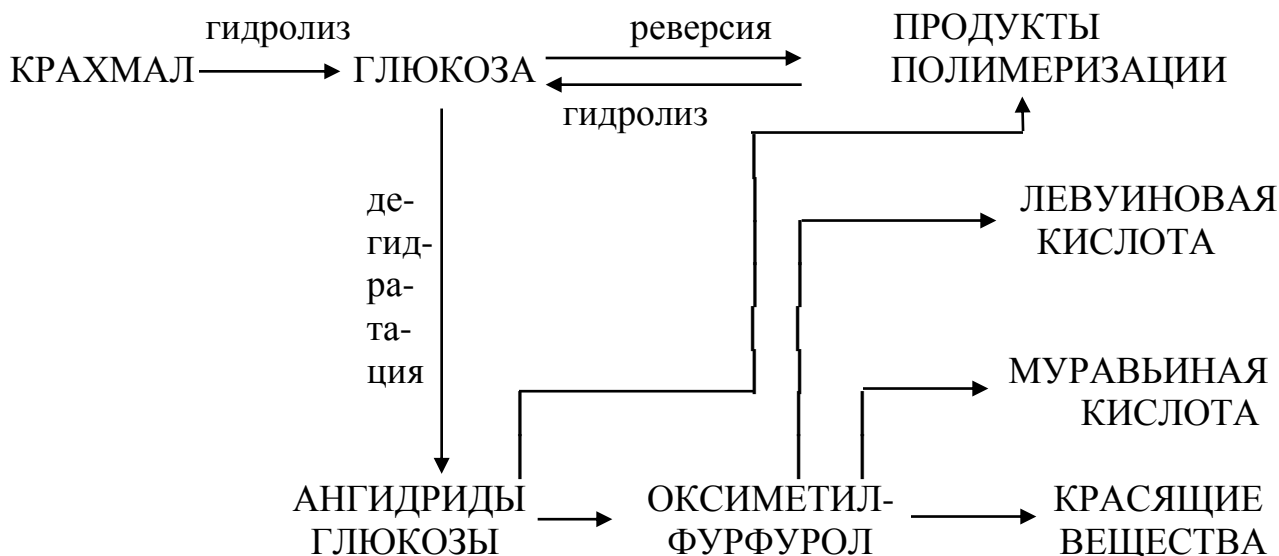 гидролиз
реверсия
ПРОДУКТЫ
КРАХМАЛ
ГЛЮКОЗА
ПОЛИМЕРИЗАЦИИ
гидролиз
де-
гид-
ра-
та-
ция
ЛЕВУИНОВАЯ
КИСЛОТА
МУРАВЬИНАЯ
КИСЛОТА
АНГИДРИДЫ
ГЛЮКОЗЫ
ОКСИМЕТИЛ-
ФУРФУРОЛ
КРАСЯЩИЕ
ВЕЩЕСТВА